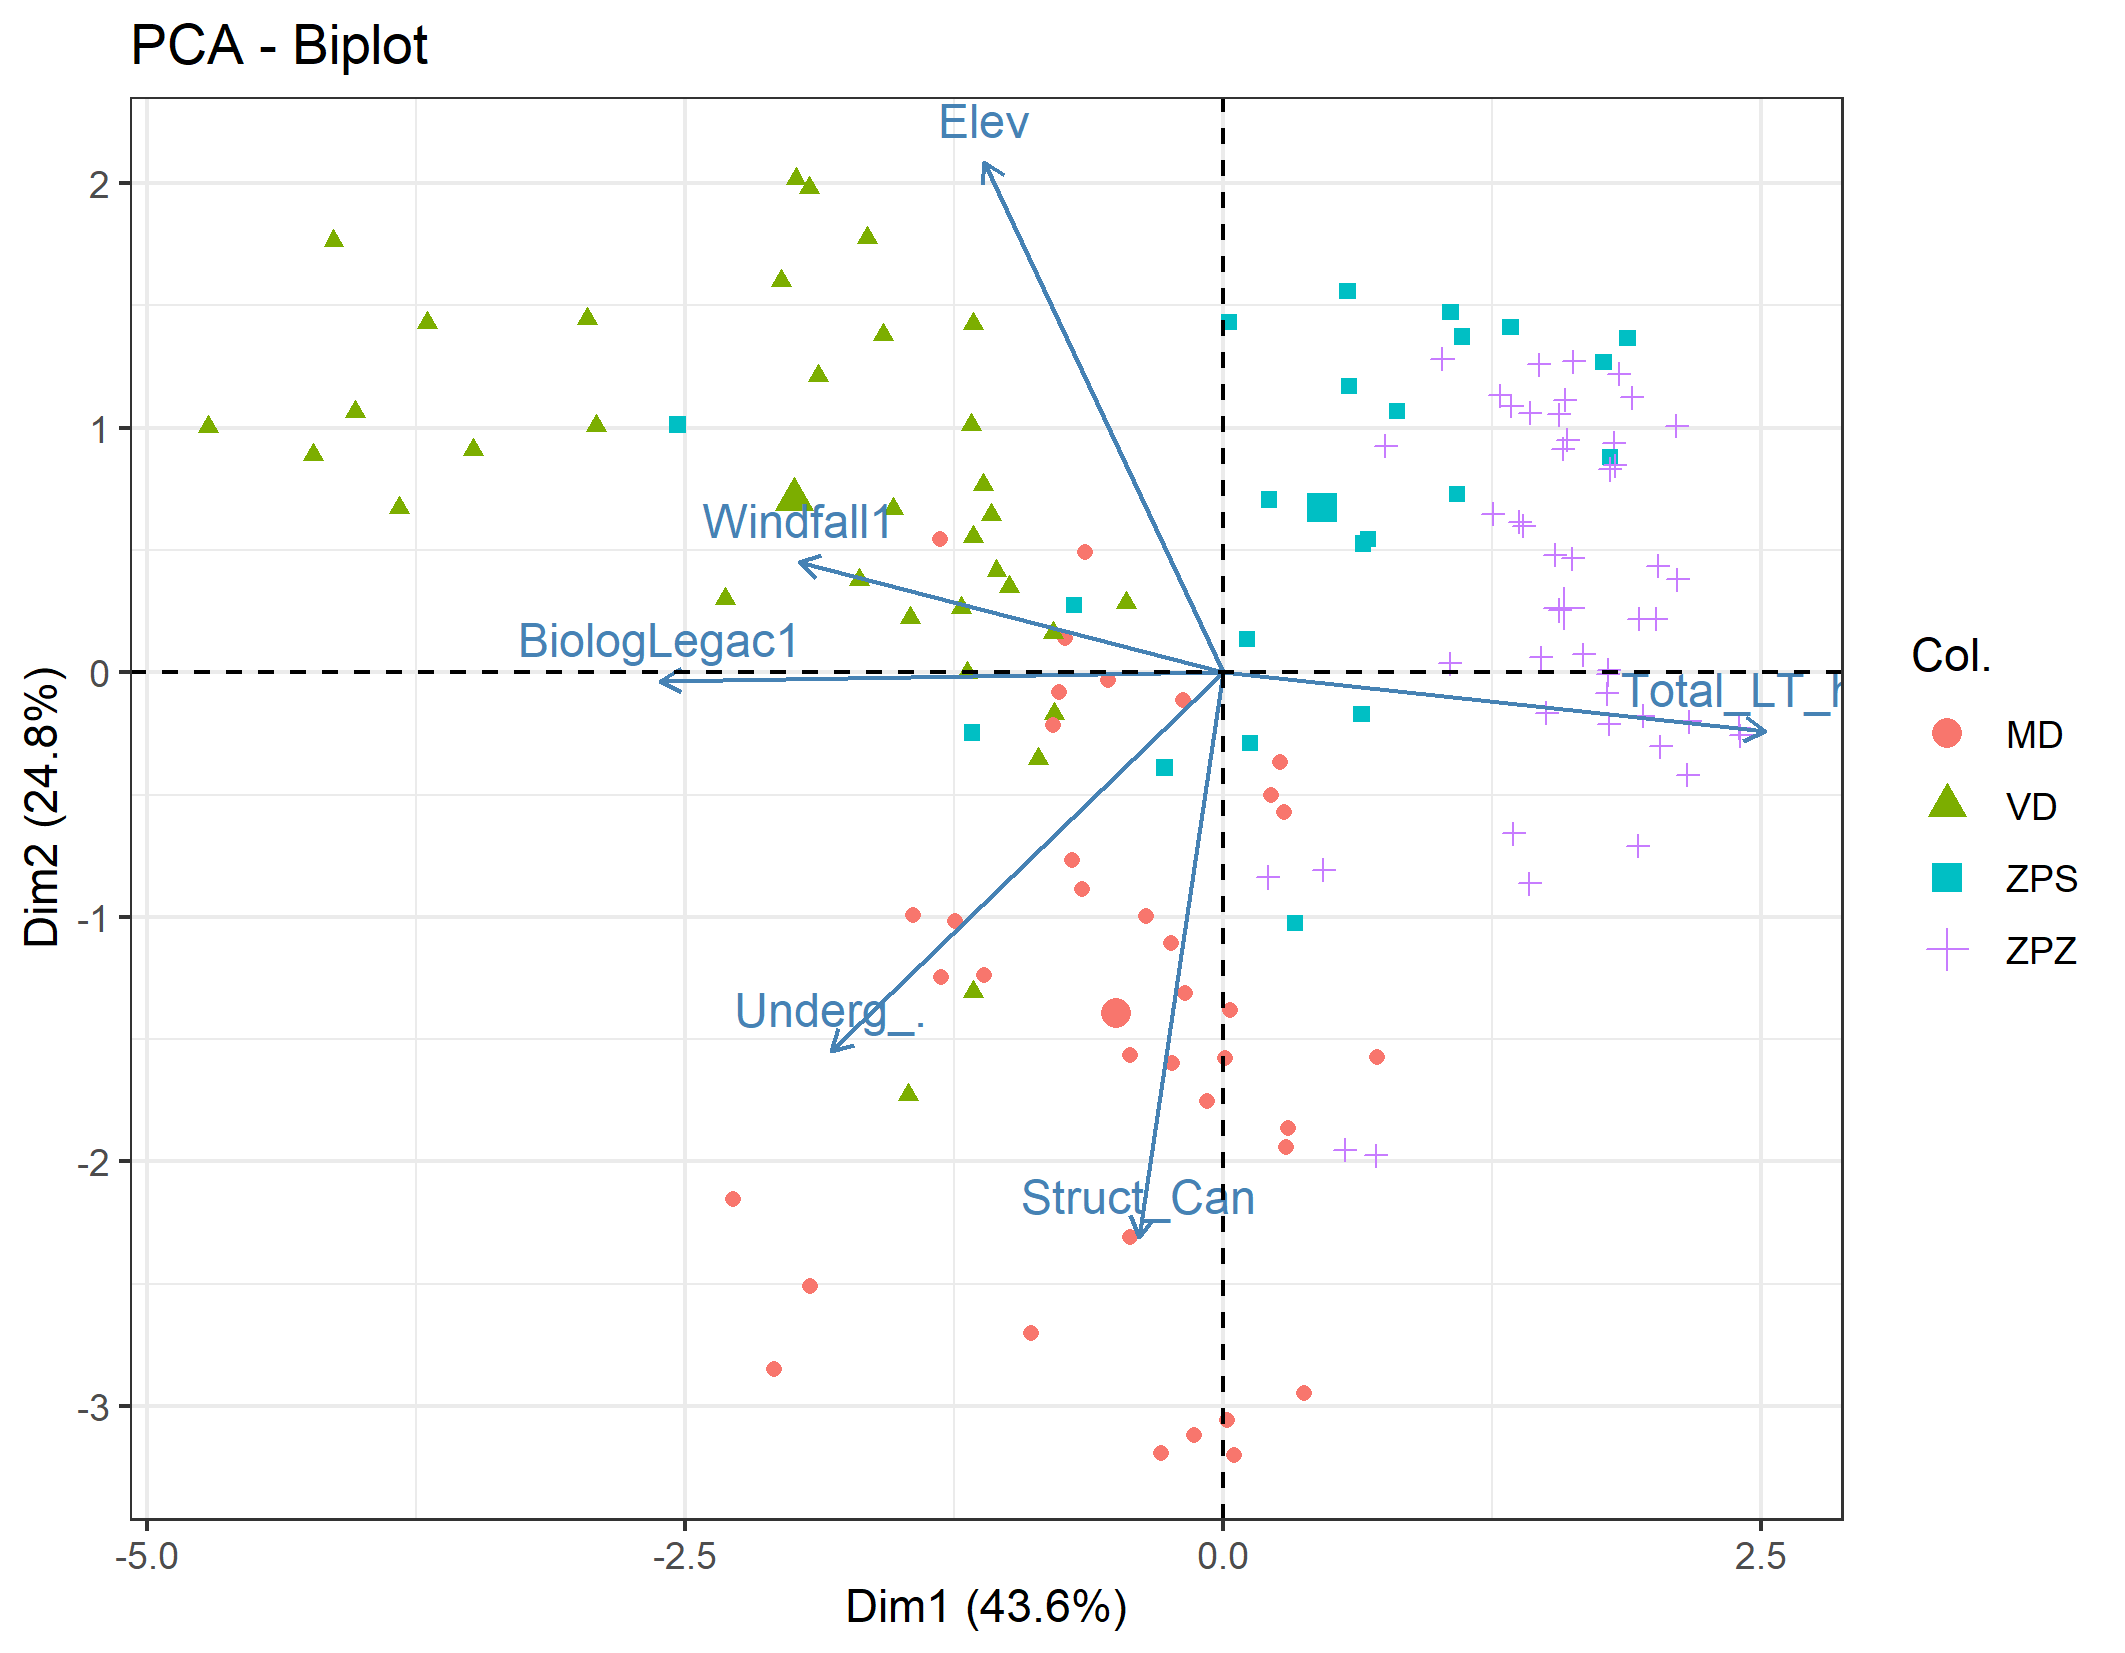 PCA - Biplot
Elev
Windfall1
BiologLegac1
Total_LT_
Underg_.
Struct_Can
2
1
0
-1
-2
-3
-5.0
-2.5
0.0
2.5
Dim1 (43.6%)
Dim2 (24.8%)
Col.
MD
VD
ZPS
ZPZ